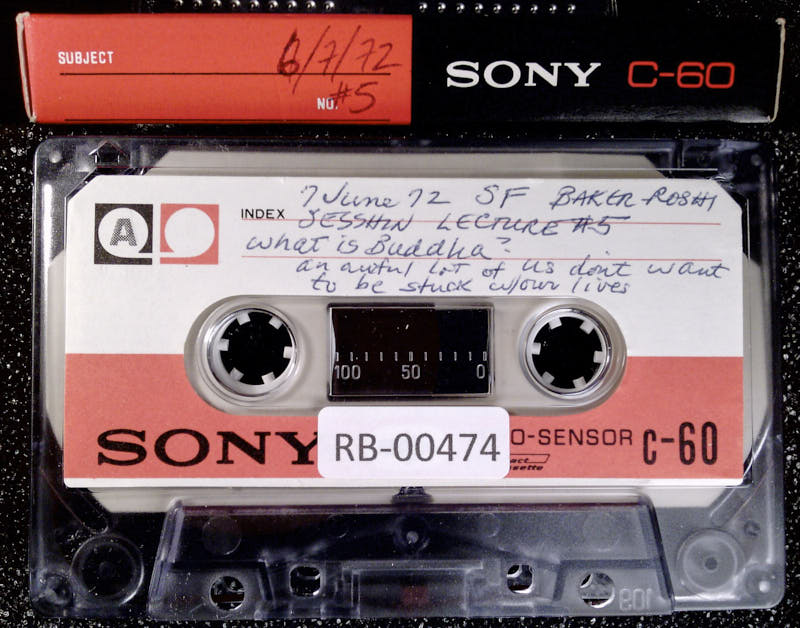 SUBJECT
6/7/72
NO. #5
SONY C-60
A
INDEX
7 June 72 SF BAKER-ROSHI
SESSHIN LECTURE #5
what is Buddha?
an awful lot of us don't want
to be stuck w/our lives
100 50 0
SONY
RB-00474
O-SENSOR C-60